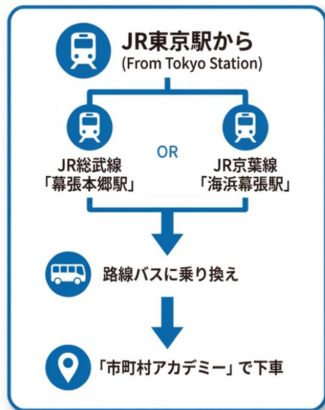 JR東京駅から
(From Tokyo Station)
OR
JR総武線
「幕張本郷駅」
JR京葉線
「海浜幕張駅」
路線バスに乗り換え
「市町村アカデミー」で下車